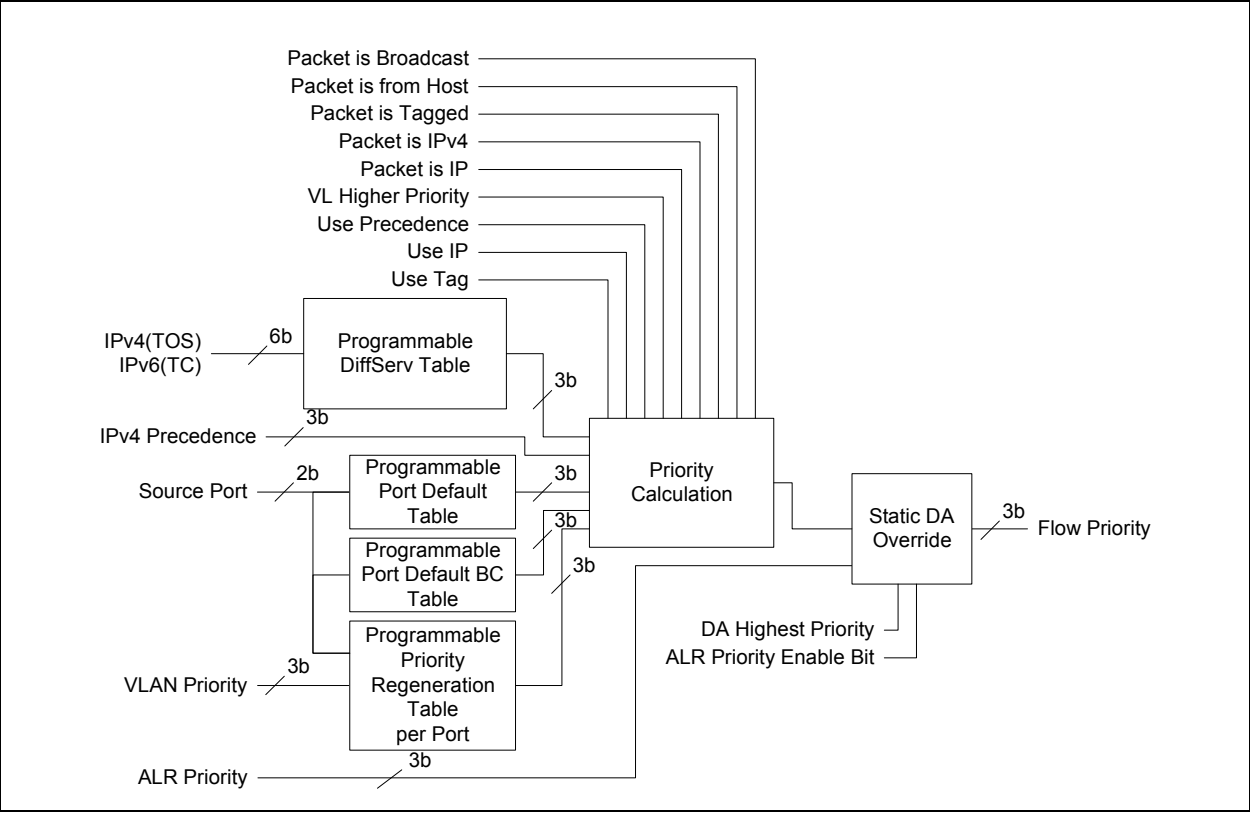 Packet is Broadcast
Packet is from Host
Packet is Tagged
Packet is IPv4
Packet is IP
VL Higher Priority
Use Precedence
Use IP
Use Tag
IPv4(TOS)
IPv6(TC)
6b
Programmable
DiffServ Table
3b
IPv4 Precedence
3b
Source Port
2b
Programmable
Port Default
Table
3b
Programmable
Port Default BC
Table
3b
VLAN Priority
3b
Programmable
Priority
Regeneration
Table
per Port
3b
ALR Priority
3b
Priority
Calculation
Static DA
Override
3b
Flow Priority
DA Highest Priority
ALR Priority Enable Bit